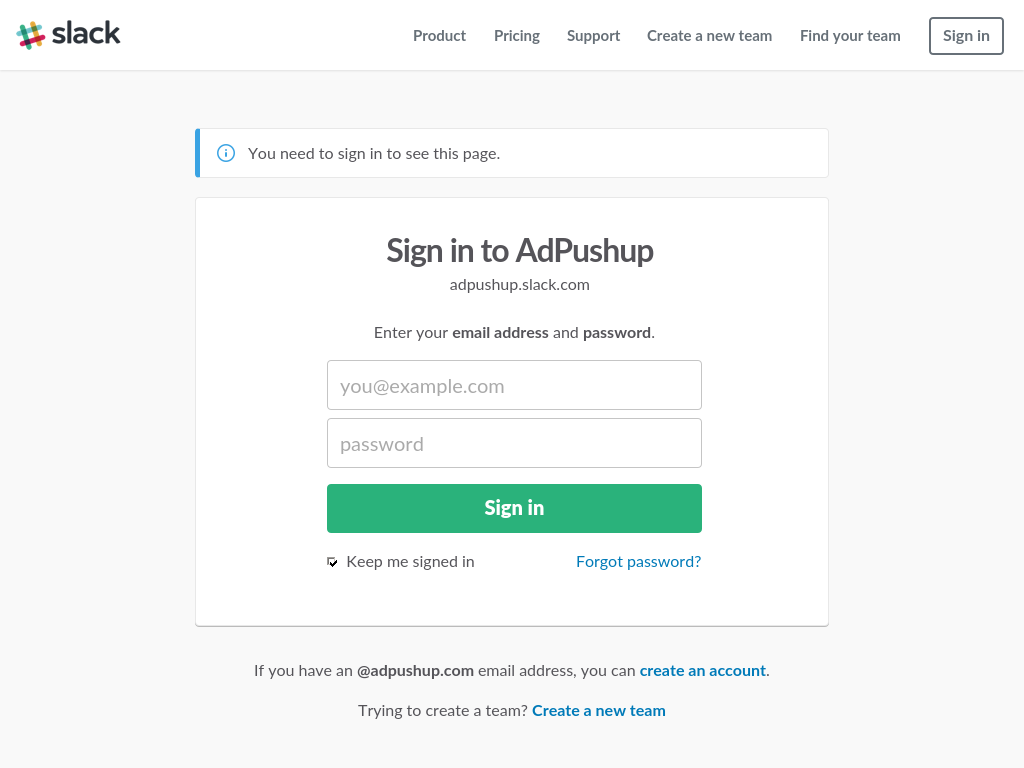 slack
Product Pricing Support Create a new team Find your team Sign in
You need to sign in to see this page.
Sign in to AdPushup
adpushup.slack.com
Enter your email address and password.
you@example.com
password
Sign in
Keep me signed in Forgot password?
If you have an @adpushup.com email address, you can create an account.
Trying to create a team? Create a new team